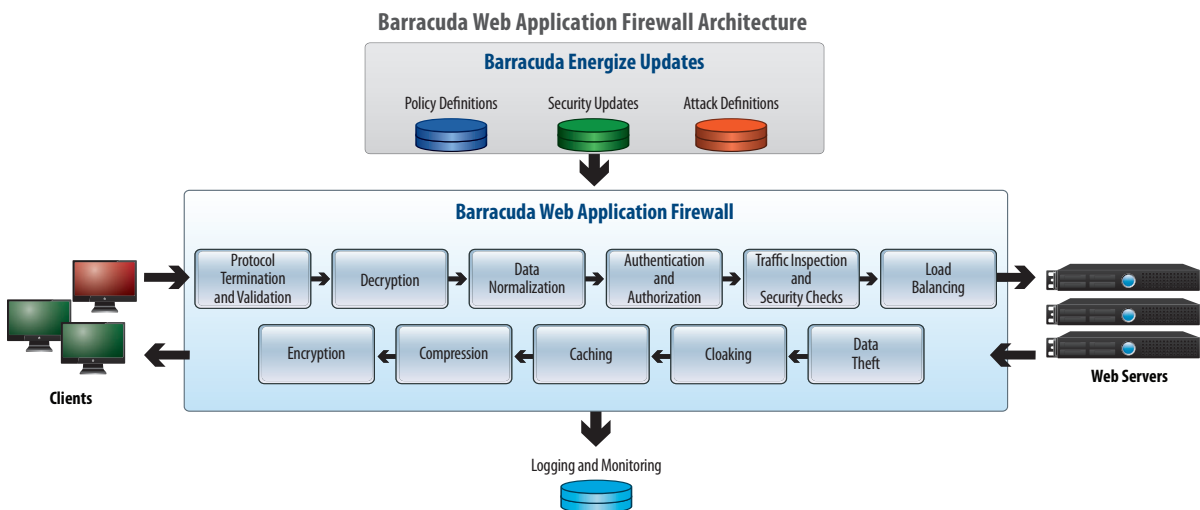 Barracuda Web Application Firewall Architecture
Barracuda Energize Updates
Policy Definitions
Security Updates
Attack Definitions
Barracuda Web Application Firewall
Protocol
Termination
and Validation
Decryption
Data
Normalization
Authentication
and
Authorization
Traffic Inspection
and
Security Checks
Load
Balancing
Encryption
Compression
Caching
Cloaking
Data
Theft
Clients
Web Servers
Logging and Monitoring